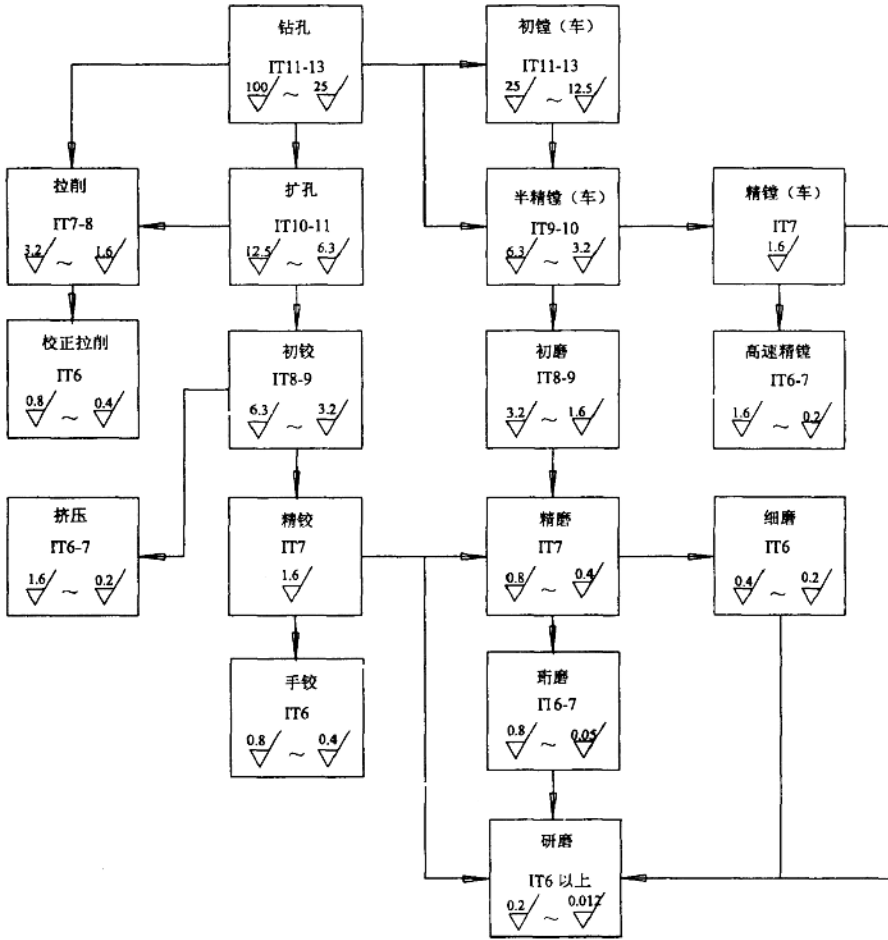 钻孔
IT11-13
100 ～ 25
初镗（车）
IT11-13
25 ～ 12.5
拉削
IT7-8
3.2 ～ 1.6
扩孔
IT10-11
12.5 ～ 6.3
半精镗（车）
IT9-10
6.3 ～ 3.2
精镗（车）
IT7
1.6
校正拉削
IT6
0.8 ～ 0.4
初铰
IT8-9
6.3 ～ 3.2
初磨
IT8-9
3.2 ～ 1.6
高速精镗
IT6-7
1.6 ～ 0.2
挤压
IT6-7
1.6 ～ 0.2
精铰
IT7
1.6
精磨
IT7
0.8 ～ 0.4
细磨
IT6
0.4 ～ 0.2
手铰
IT6
0.8 ～ 0.4
珩磨
IT6-7
0.8 ～ 0.05
研磨
IT6 以上
0.2 ～ 0.012